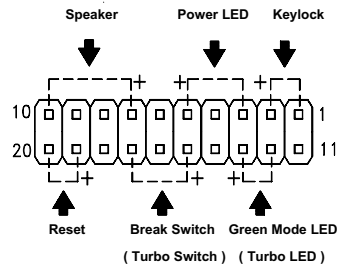 Speaker Power LED Keylock
+ + +
10 1
20 11
+ + +
Reset Break Switch Green Mode LED
( Turbo Switch ) ( Turbo LED )